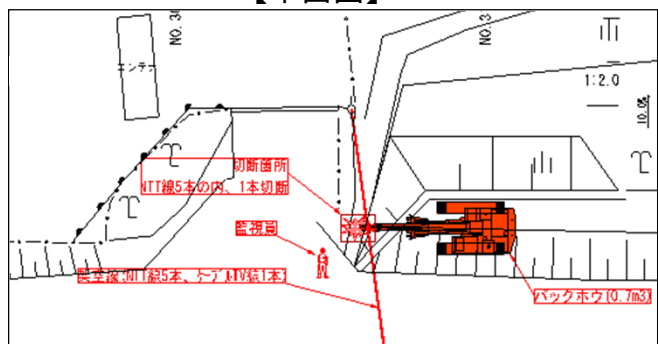 【平面図】
NO.30
NO.3
コンテナ
1:2.0
10.0%
切断箇所
NTT線5本の内、1本切断
監視員
架空線(NTT線5本、ケーブルTV線1本)
バックホウ(0.7m3)